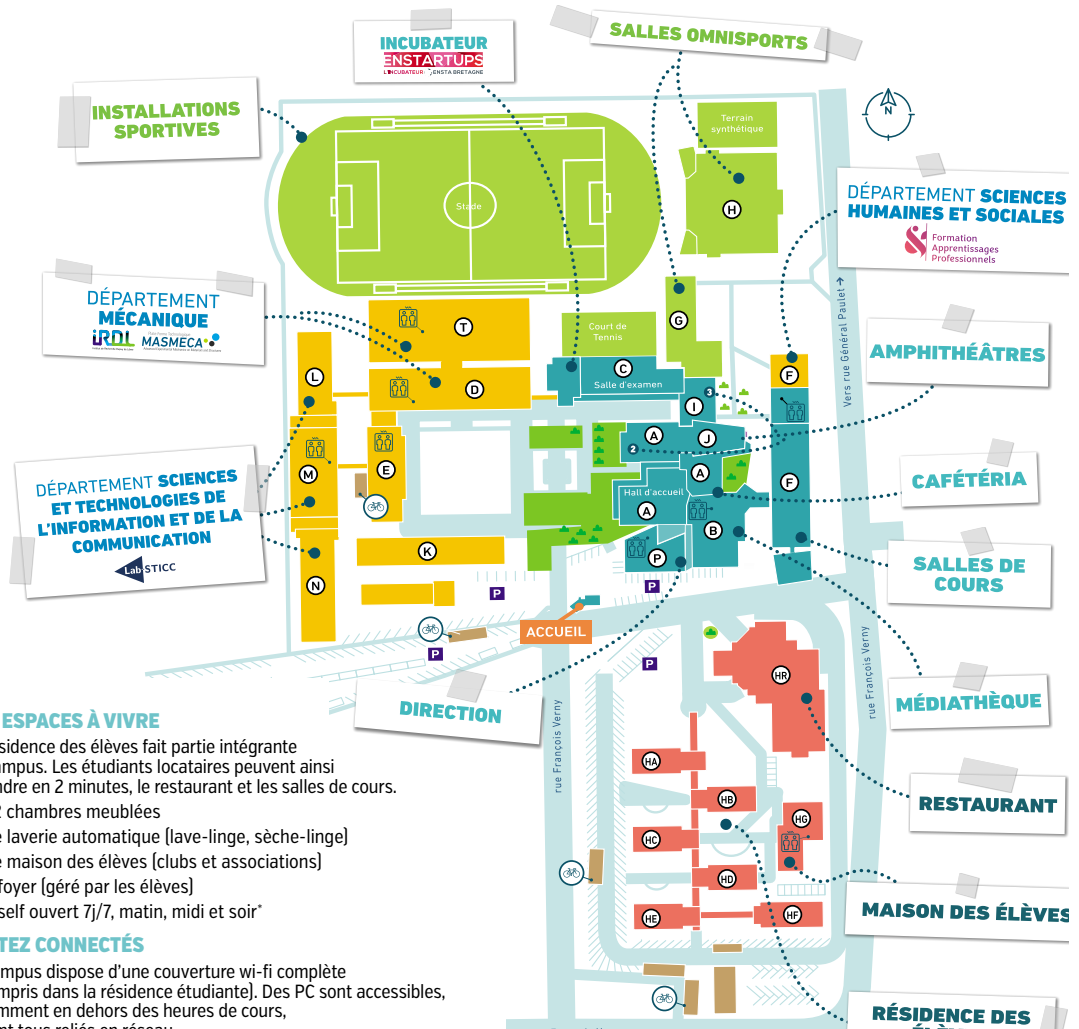 INCUBATEUR
ENSTARTUPS
L'INCUBATEUR ENSTA BRETAGNE
SALLES OMNISPORTS
INSTALLATIONS
SPORTIVES
N
Terrain
synthétique
H
Stade
DÉPARTEMENT SCIENCES
HUMAINES ET SOCIALES
Formation
Apprentissages
Professionnels
DÉPARTEMENT
MÉCANIQUE
IRDL MASMECA
T
G
Court de
Tennis
Vers rue Général Paulet
AMPHITHÉÂTRES
L
D
C
Salle d'examen
F
I
3
A
J
2
DÉPARTEMENT SCIENCES
ET TECHNOLOGIES DE
L'INFORMATION ET DE LA
COMMUNICATION
Lab-STICC
M
E
A
F
CAFÉTÉRIA
Hall d'accueil
A
B
K
P
SALLES DE
COURS
N
P
P
ACCUEIL
P
P
HR
rue François Verny
MÉDIATHÈQUE
DIRECTION
rue François Verny
HA
HB
HG
RESTAURANT
HC
HD
HE
HF
MAISON DES ÉLÈVES
RÉSIDENCE DES
ESPACES À VIVRE
sidence des élèves fait partie intégrante
ampus. Les étudiants locataires peuvent ainsi
ndre en 2 minutes, le restaurant et les salles de cours.
2 chambres meublées
e laverie automatique (lave-linge, sèche-linge)
e maison des élèves (clubs et associations)
foyer (géré par les élèves)
self ouvert 7j/7, matin, midi et soir*
TEZ CONNECTÉS
mpus dispose d'une couverture wi-fi complète
mpris dans la résidence étudiante). Des PC sont accessibles,
mment en dehors des heures de cours,
nt tous reliés en réseau